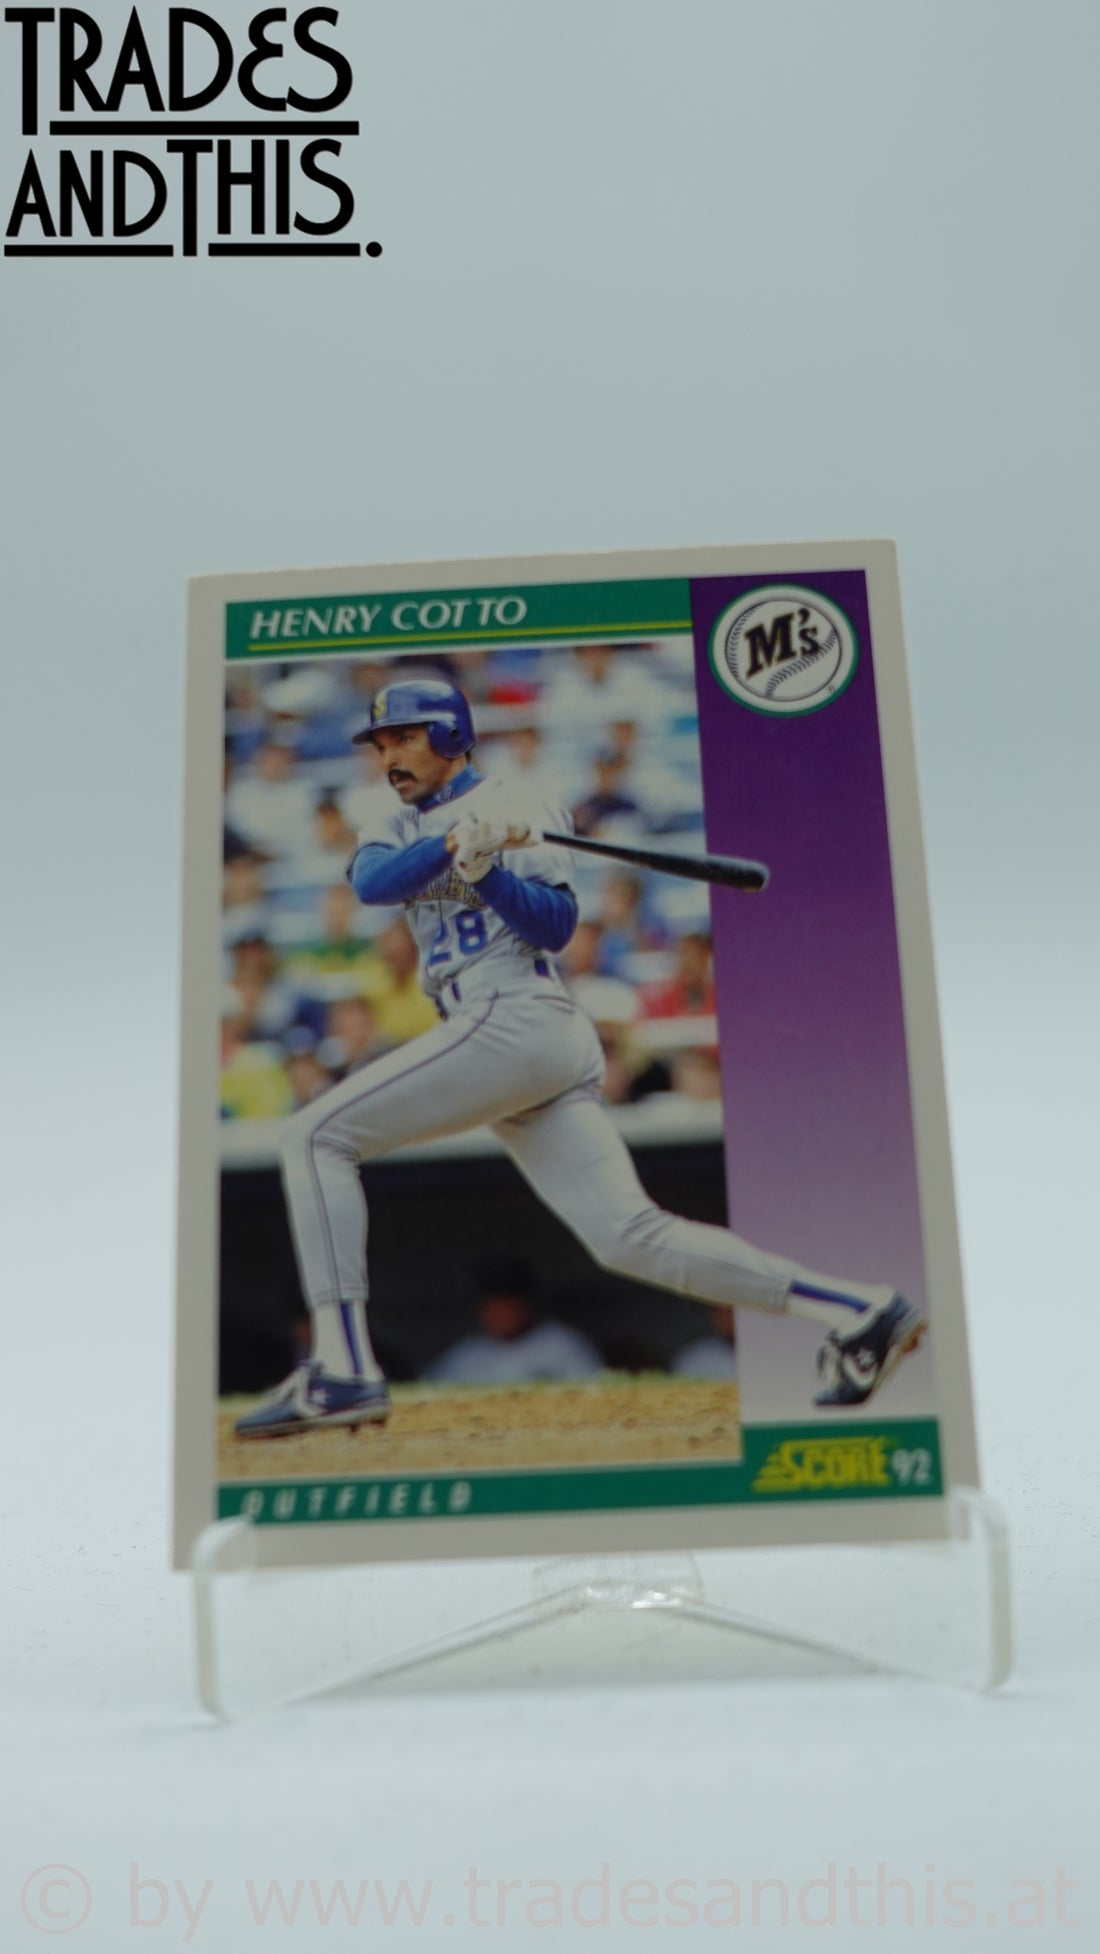 TRADES
ANDTHIS.
HENRY COTTO
M's
S
28
OUTFIELD
SCORE 92
© by www.tradesandthis.at